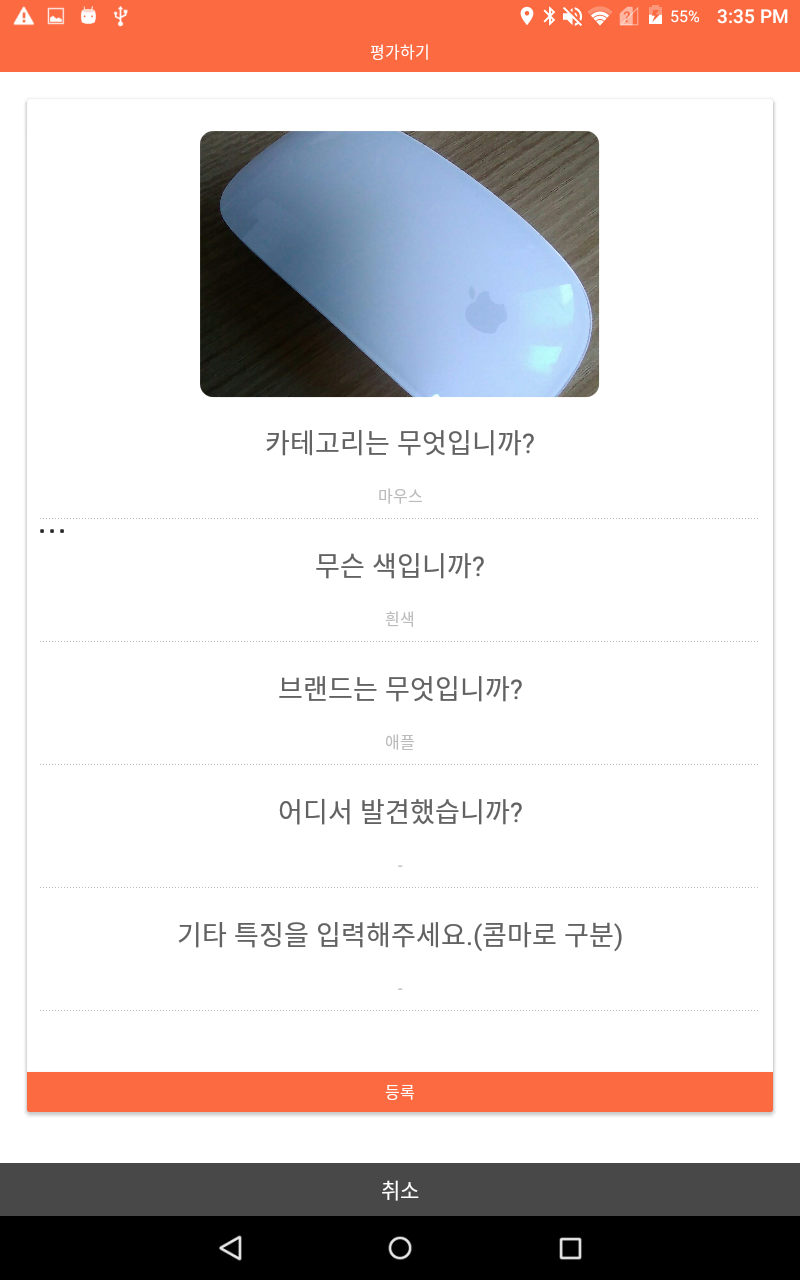 55% 3:35 PM
평가하기
카테고리는 무엇입니까?
마우스
...
무슨 색입니까?
흰색
브랜드는 무엇입니까?
애플
어디서 발견했습니까?
-
기타 특징을 입력해주세요.(콤마로 구분)
-
등록
취소